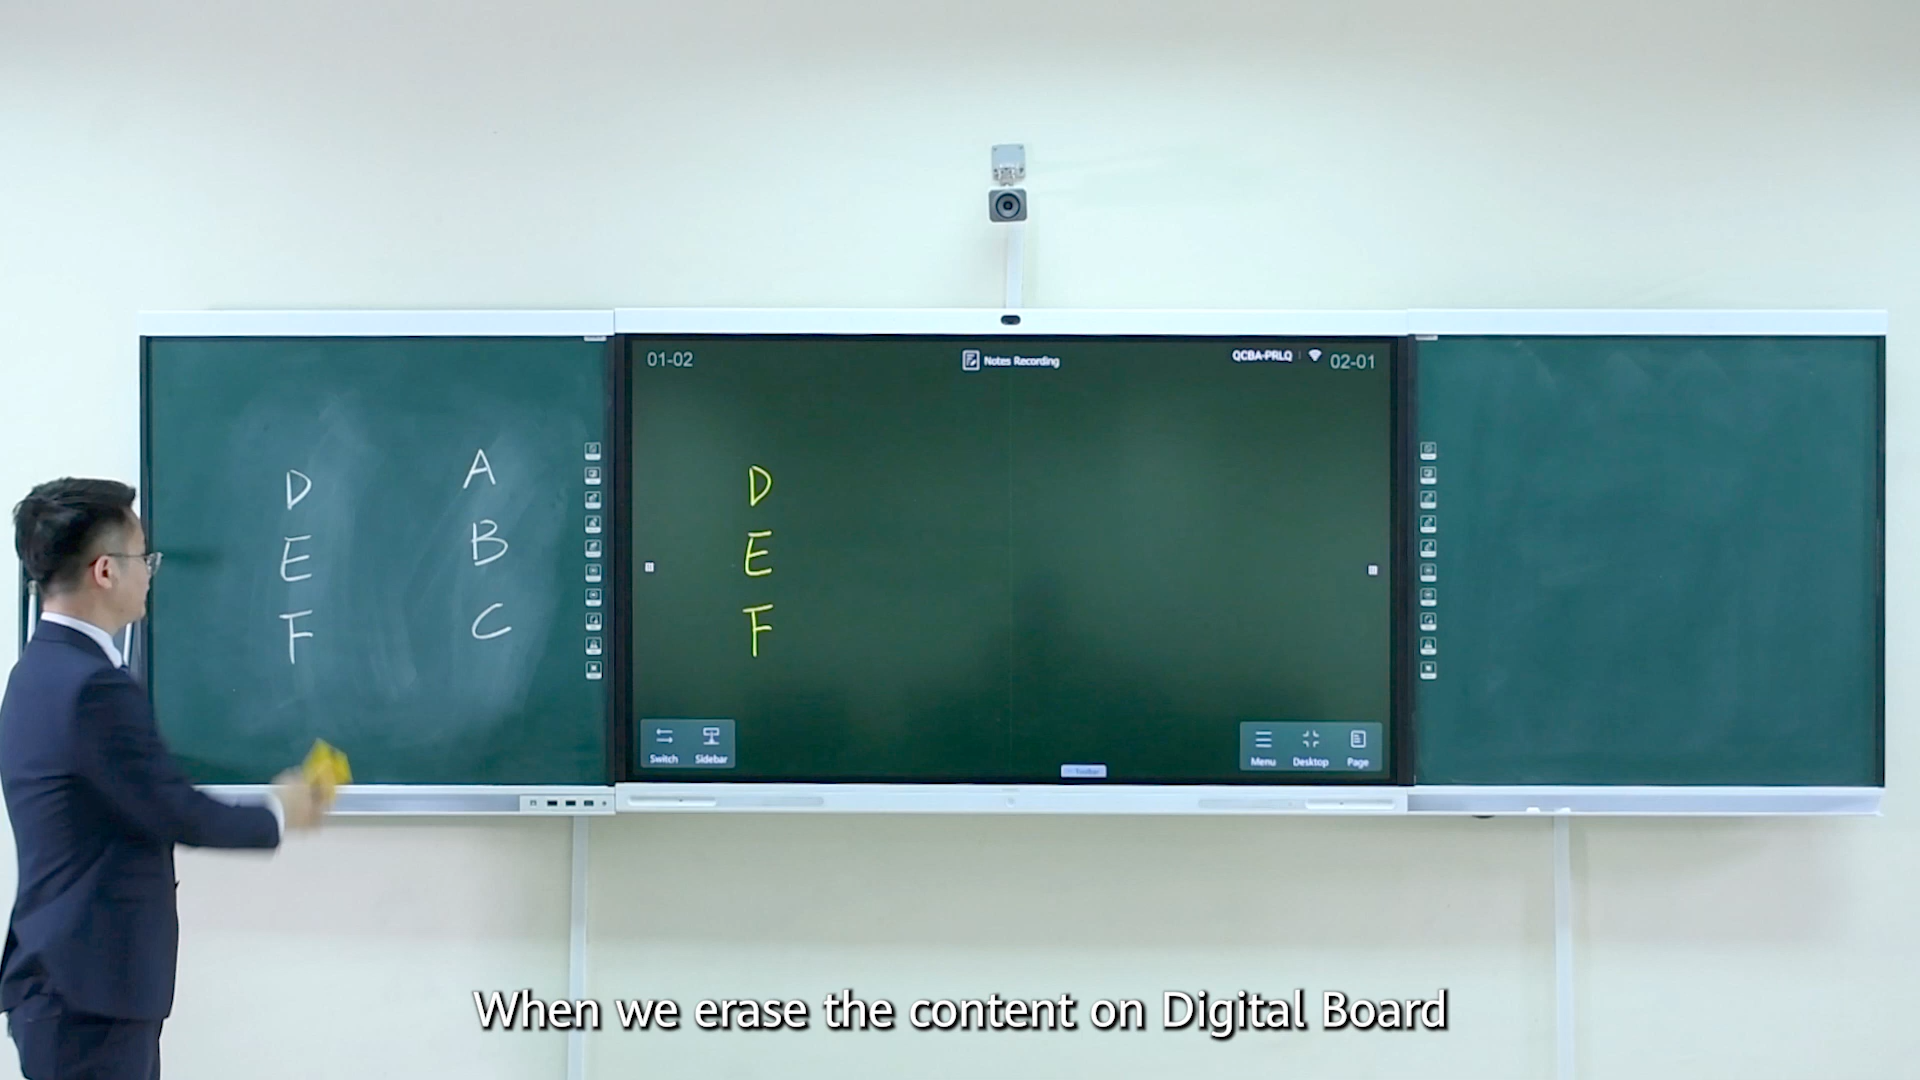 01-02
Notes Recording
QCBA-PRLQ
02-01
D A
E B
F C
D
E
F
Switch
Sidebar
Menu
Desktop
Page
When we erase the content on Digital Board